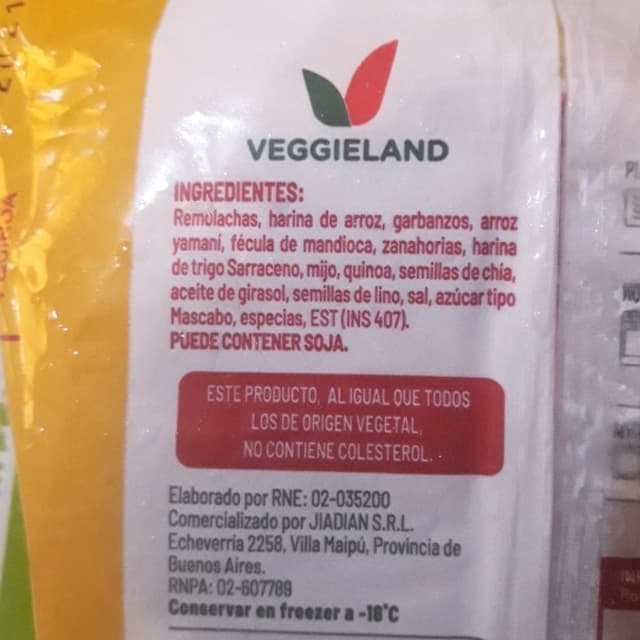 VEGGIELAND
INGREDIENTES:
Remolachas, harina de arroz, garbanzos, arroz
yamaní, fécula de mandioca, zanahorias, harina
de trigo Sarraceno, mijo, quinoa, semillas de chía,
aceite de girasol, semillas de lino, sal, azúcar tipo
Mascabo, especias, EST (INS 407).
PUEDE CONTENER SOJA.
ESTE PRODUCTO, AL IGUAL QUE TODOS
LOS DE ORIGEN VEGETAL,
NO CONTIENE COLESTEROL.
Elaborado por RNE: 02-035200
Comercializado por JIADIAN S.R.L.
Echeverría 2258, Villa Maipú, Provincia de
Buenos Aires.
RNPA: 02-607789
Conservar en freezer a -18°C